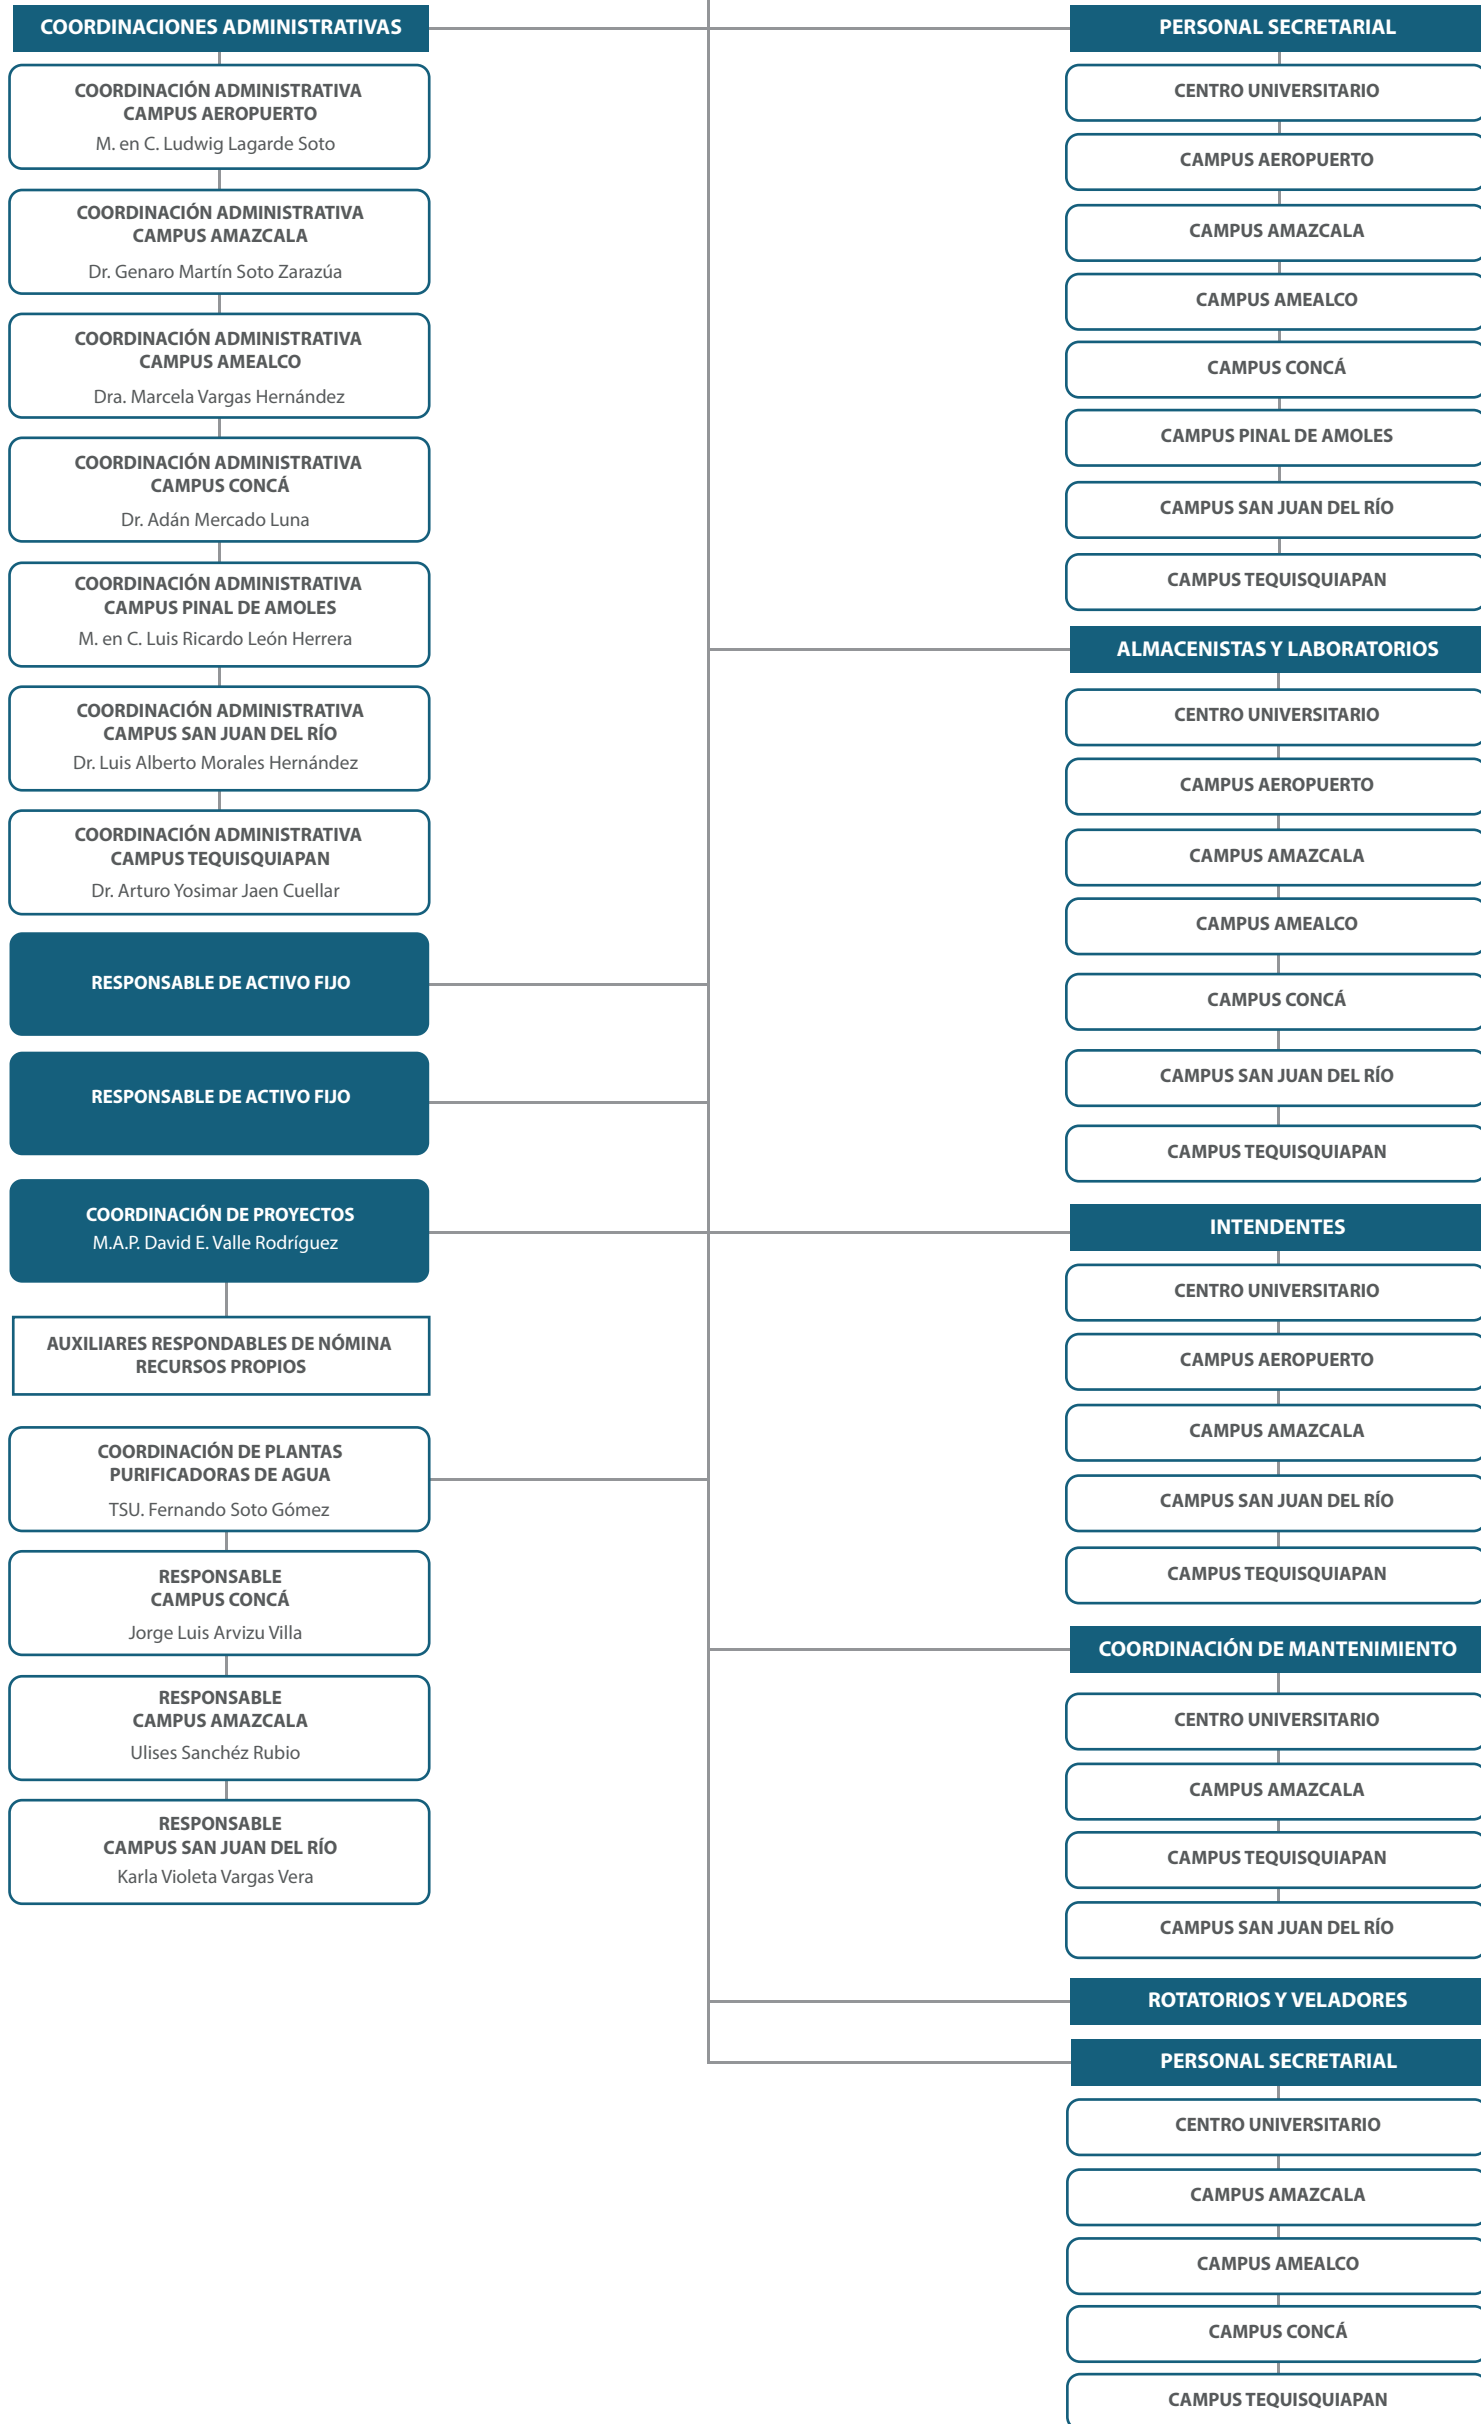 COORDINACIONES ADMINISTRATIVAS
COORDINACIÓN ADMINISTRATIVA
CAMPUS AEROPUERTO
M. en C. Ludwig Lagarde Soto
COORDINACIÓN ADMINISTRATIVA
CAMPUS AMAZCALA
Dr. Genaro Martín Soto Zarazúa
COORDINACIÓN ADMINISTRATIVA
CAMPUS AMEALCO
Dra. Marcela Vargas Hernández
COORDINACIÓN ADMINISTRATIVA
CAMPUS CONCÁ
Dr. Adán Mercado Luna
COORDINACIÓN ADMINISTRATIVA
CAMPUS PINAL DE AMOLES
M. en C. Luis Ricardo León Herrera
COORDINACIÓN ADMINISTRATIVA
CAMPUS SAN JUAN DEL RÍO
Dr. Luis Alberto Morales Hernández
COORDINACIÓN ADMINISTRATIVA
CAMPUS TEQUISQUIAPAN
Dr. Arturo Yosimar Jaen Cuellar
RESPONSABLE DE ACTIVO FIJO
RESPONSABLE DE ACTIVO FIJO
COORDINACIÓN DE PROYECTOS
M.A.P. David E. Valle Rodríguez
AUXILIARES RESPONDABLES DE NÓMINA
RECURSOS PROPIOS
COORDINACIÓN DE PLANTAS
PURIFICADORAS DE AGUA
TSU. Fernando Soto Gómez
RESPONSABLE
CAMPUS CONCÁ
Jorge Luis Arvizu Villa
RESPONSABLE
CAMPUS AMAZCALA
Ulises Sanchéz Rubio
RESPONSABLE
CAMPUS SAN JUAN DEL RÍO
Karla Violeta Vargas Vera
PERSONAL SECRETARIAL
CENTRO UNIVERSITARIO
CAMPUS AEROPUERTO
CAMPUS AMAZCALA
CAMPUS AMEALCO
CAMPUS CONCÁ
CAMPUS PINAL DE AMOLES
CAMPUS SAN JUAN DEL RÍO
CAMPUS TEQUISQUIAPAN
ALMACENISTAS Y LABORATORIOS
CENTRO UNIVERSITARIO
CAMPUS AEROPUERTO
CAMPUS AMAZCALA
CAMPUS AMEALCO
CAMPUS CONCÁ
CAMPUS SAN JUAN DEL RÍO
CAMPUS TEQUISQUIAPAN
INTENDENTES
CENTRO UNIVERSITARIO
CAMPUS AEROPUERTO
CAMPUS AMAZCALA
CAMPUS SAN JUAN DEL RÍO
CAMPUS TEQUISQUIAPAN
COORDINACIÓN DE MANTENIMIENTO
CENTRO UNIVERSITARIO
CAMPUS AMAZCALA
CAMPUS TEQUISQUIAPAN
CAMPUS SAN JUAN DEL RÍO
ROTATORIOS Y VELADORES
PERSONAL SECRETARIAL
CENTRO UNIVERSITARIO
CAMPUS AMAZCALA
CAMPUS AMEALCO
CAMPUS CONCÁ
CAMPUS TEQUISQUIAPAN